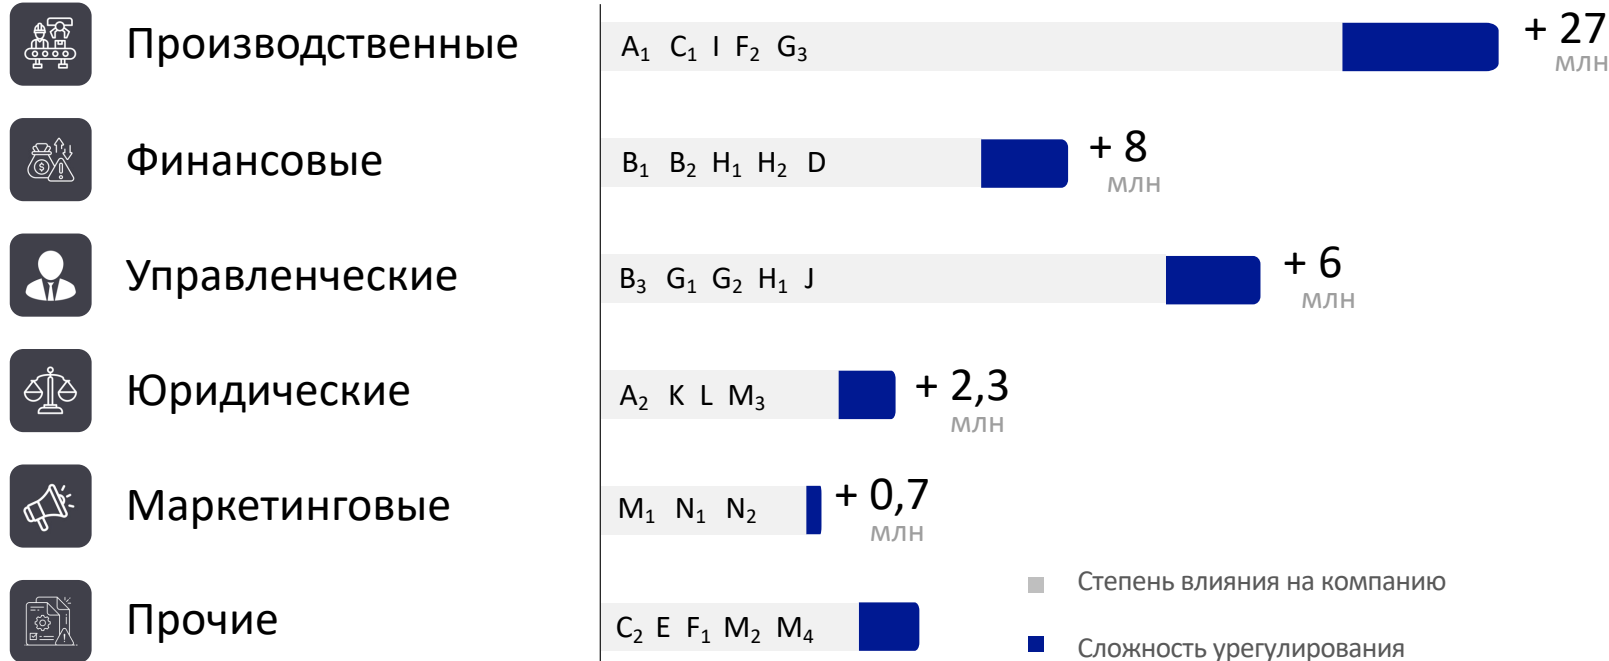 Производственные
A₁ C₁ I F₂ G₃
+ 27
млн
Финансовые
B₁ B₂ H₁ H₂ D
+ 8
млн
Управленческие
B₃ G₁ G₂ H₁ J
+ 6
млн
Юридические
A₂ K L M₃
+ 2,3
млн
Маркетинговые
M₁ N₁ N₂
+ 0,7
млн
Прочие
C₂ E F₁ M₂ M₄
Степень влияния на компанию
Сложность урегулирования